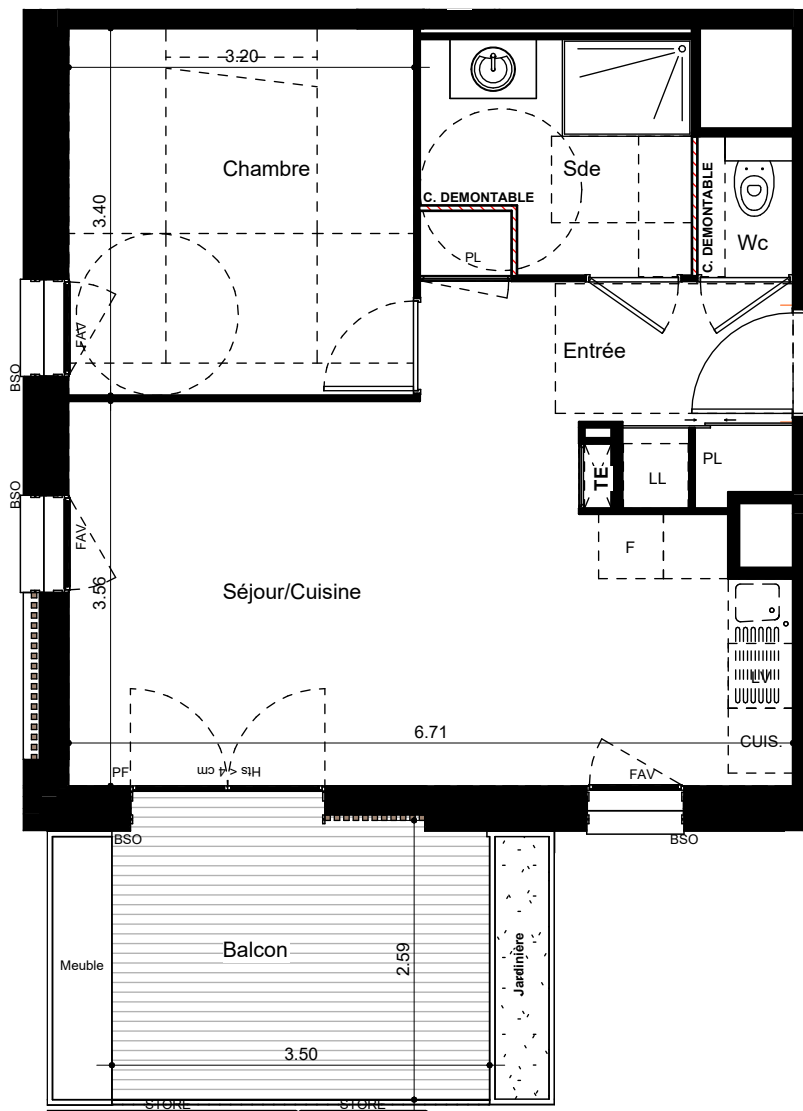 3.20
Chambre
Sde
C. DEMONTABLE
C. DEMONTABLE
3.40
Wc
PL
FAV
Entrée
BSO
PL
TE
LL
BSO
FAV
F
3.56
Séjour/Cuisine
LV
6.71
CUIS.
PF
Hts < 4 cm
FAV
BSO
BSO
Balcon
2.59
Meuble
Jardinière
3.50
STORE
STORE